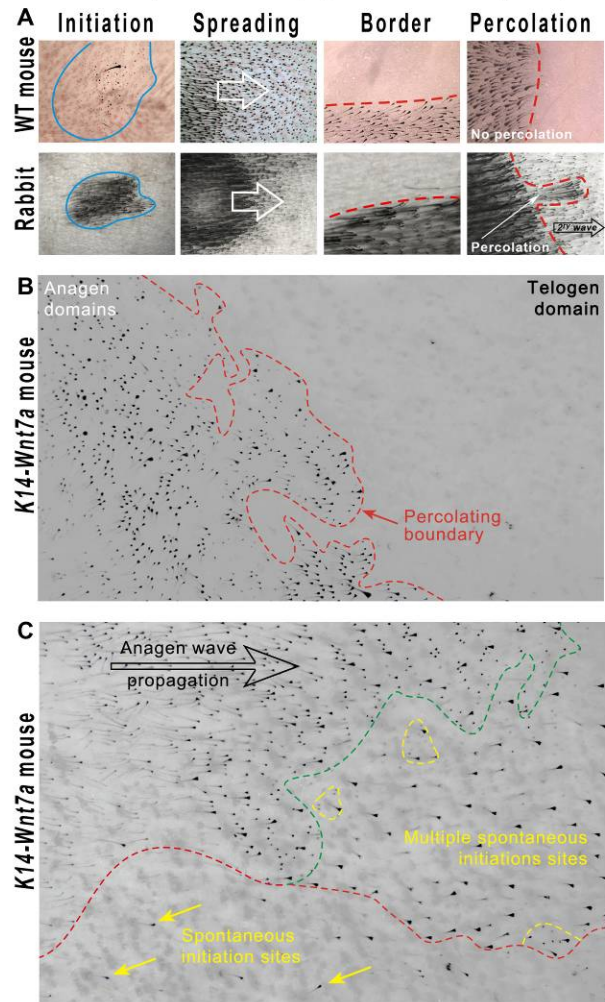 A
Initiation
Spreading
Border
Percolation
WT mouse
No percolation
Rabbit
Percolation
2ry wave
B
Anagen
domains
Telogen
domain
K14-Wnt7a mouse
Percolating
boundary
C
Anagen wave
propagation
K14-Wnt7a mouse
Multiple spontaneous
initiations sites
Spontaneous
initiation sites